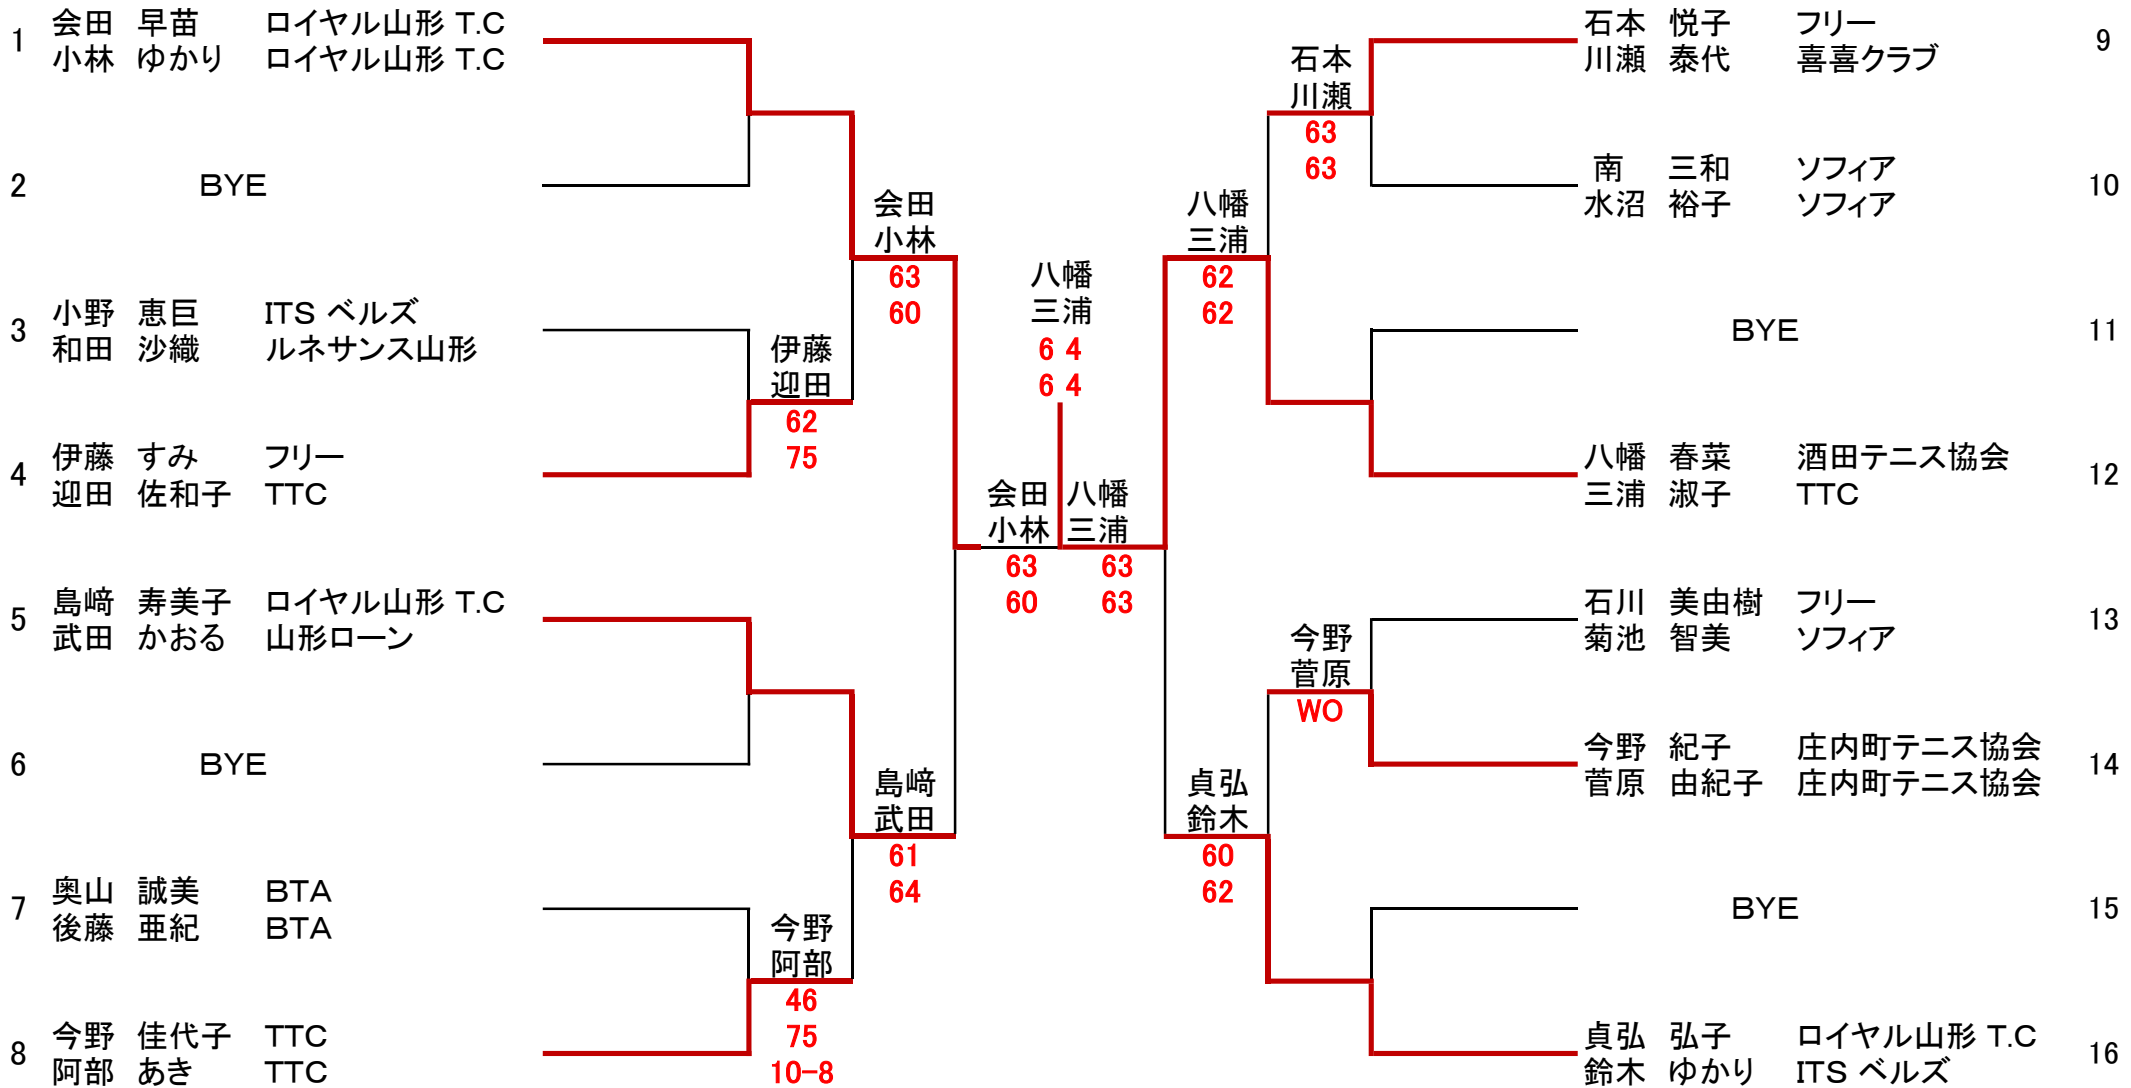 1 会田 早苗 ロイヤル山形 T.C
小林 ゆかり ロイヤル山形 T.C
2 BYE
3 小野 恵巨 ITS ベルズ
和田 沙織 ルネサンス山形
4 伊藤 すみ フリー
迎田 佐和子 TTC
5 島﨑 寿美子 ロイヤル山形 T.C
武田 かおる 山形ローン
6 BYE
7 奥山 誠美 BTA
後藤 亜紀 BTA
8 今野 佳代子 TTC
阿部 あき TTC
伊藤
迎田
62
75
今野
阿部
46
75
10-8
会田
小林
63
60
島﨑
武田
61
64
会田
小林
63
60
八幡
三浦
6 4
6 4
八幡
三浦
63
63
八幡
三浦
62
62
貞弘
鈴木
60
62
石本
川瀬
63
63
今野
菅原
WO
石本 悦子 フリー 9
川瀬 泰代 喜喜クラブ
南 三和 ソフィア 10
水沼 裕子 ソフィア
BYE 11
八幡 春菜 酒田テニス協会 12
三浦 淑子 TTC
石川 美由樹 フリー 13
菊池 智美 ソフィア
今野 紀子 庄内町テニス協会 14
菅原 由紀子 庄内町テニス協会
BYE 15
貞弘 弘子 ロイヤル山形 T.C 16
鈴木 ゆかり ITS ベルズ